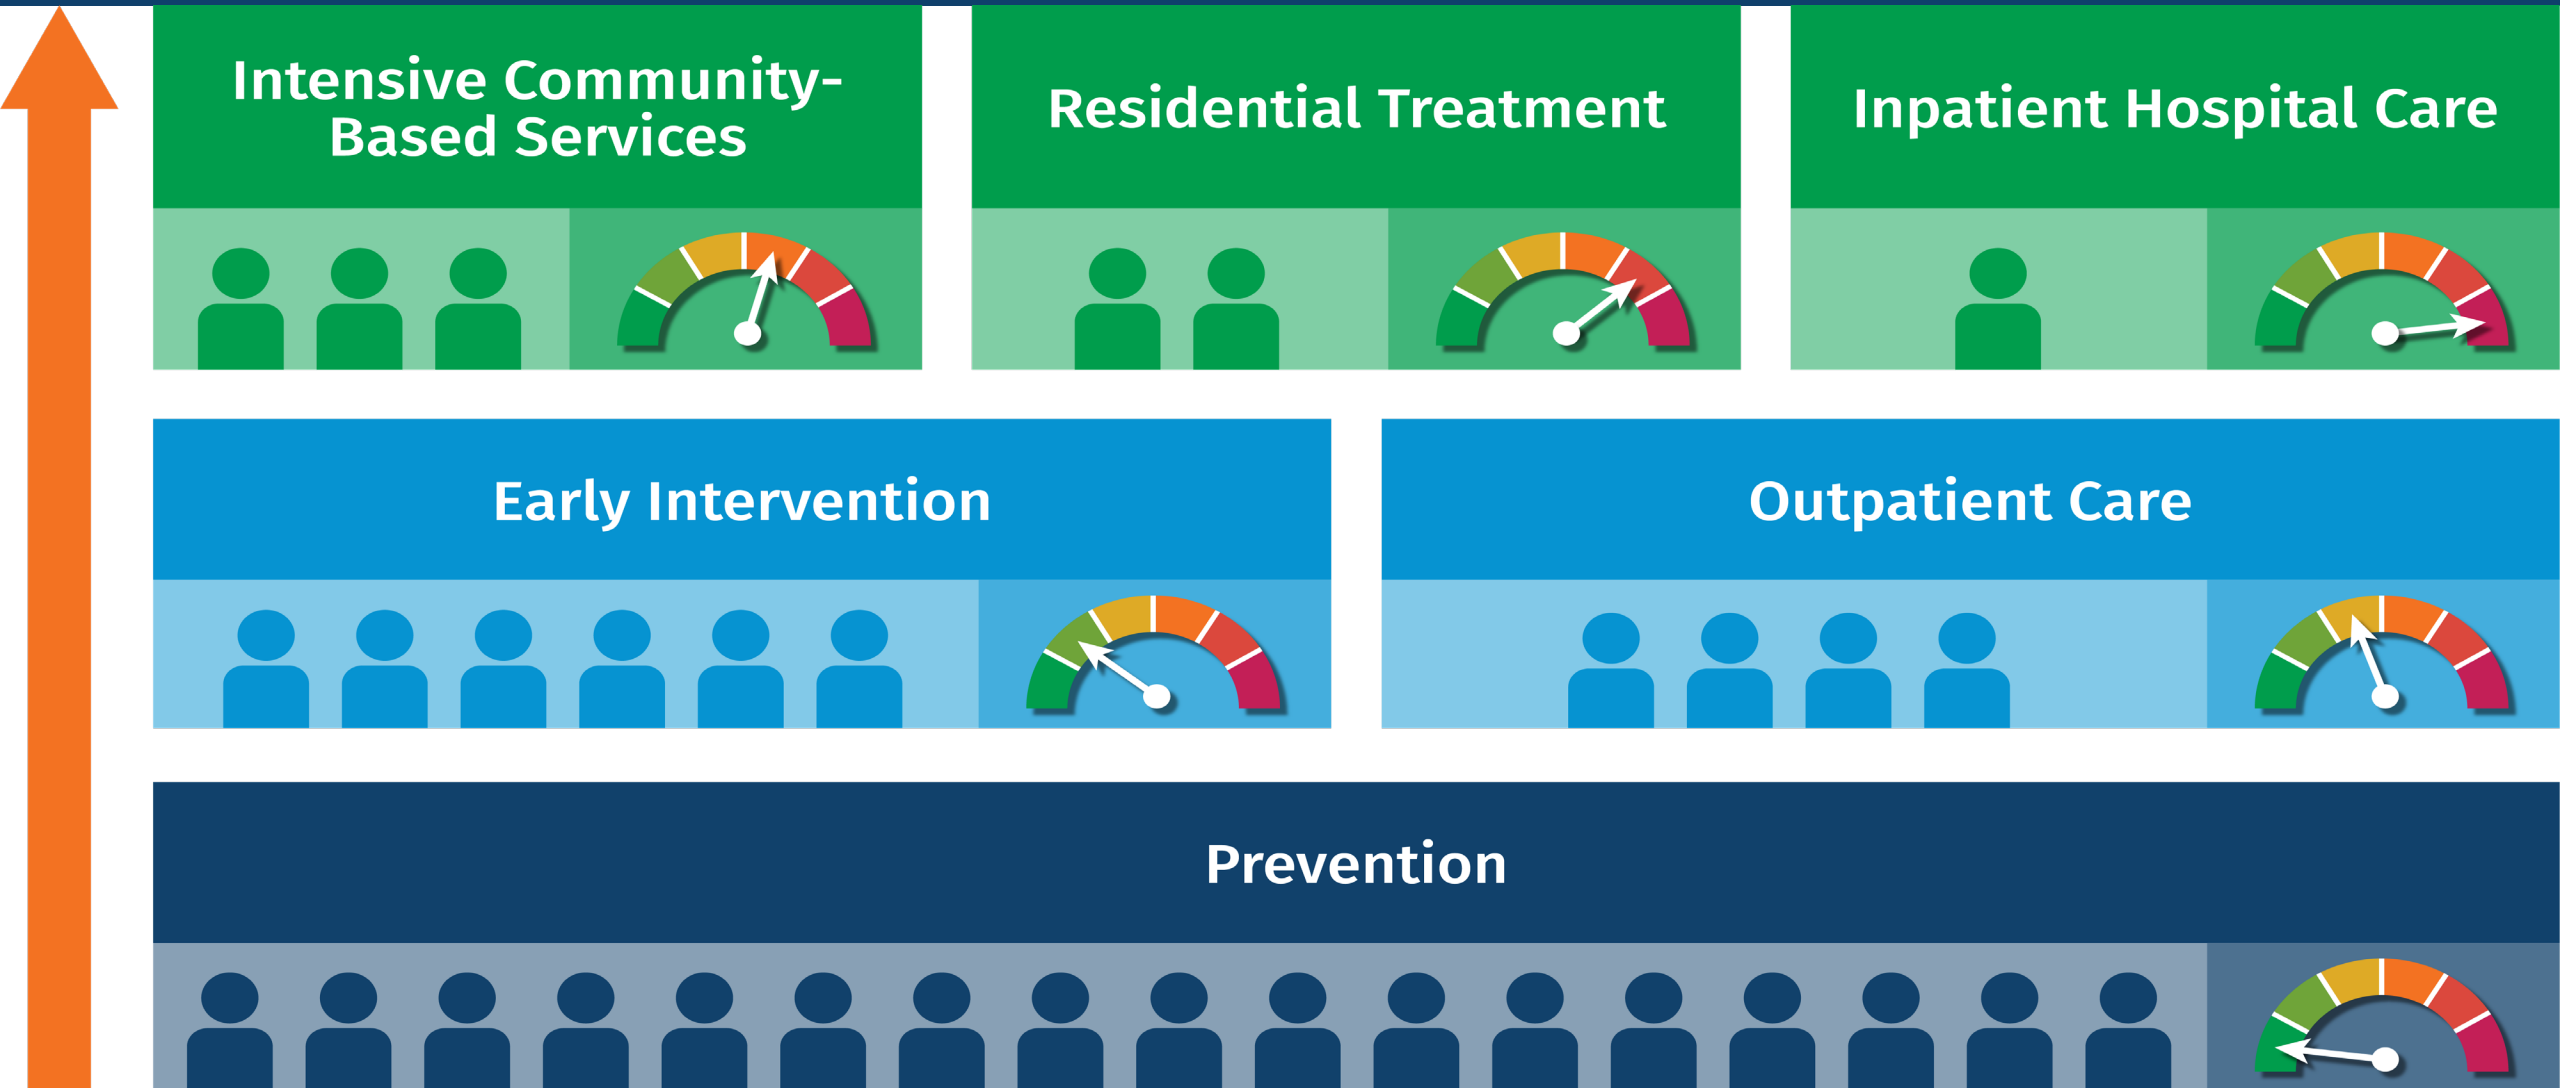 Intensive Community-
Based Services
Residential Treatment
Inpatient Hospital Care
Early Intervention
Outpatient Care
Prevention